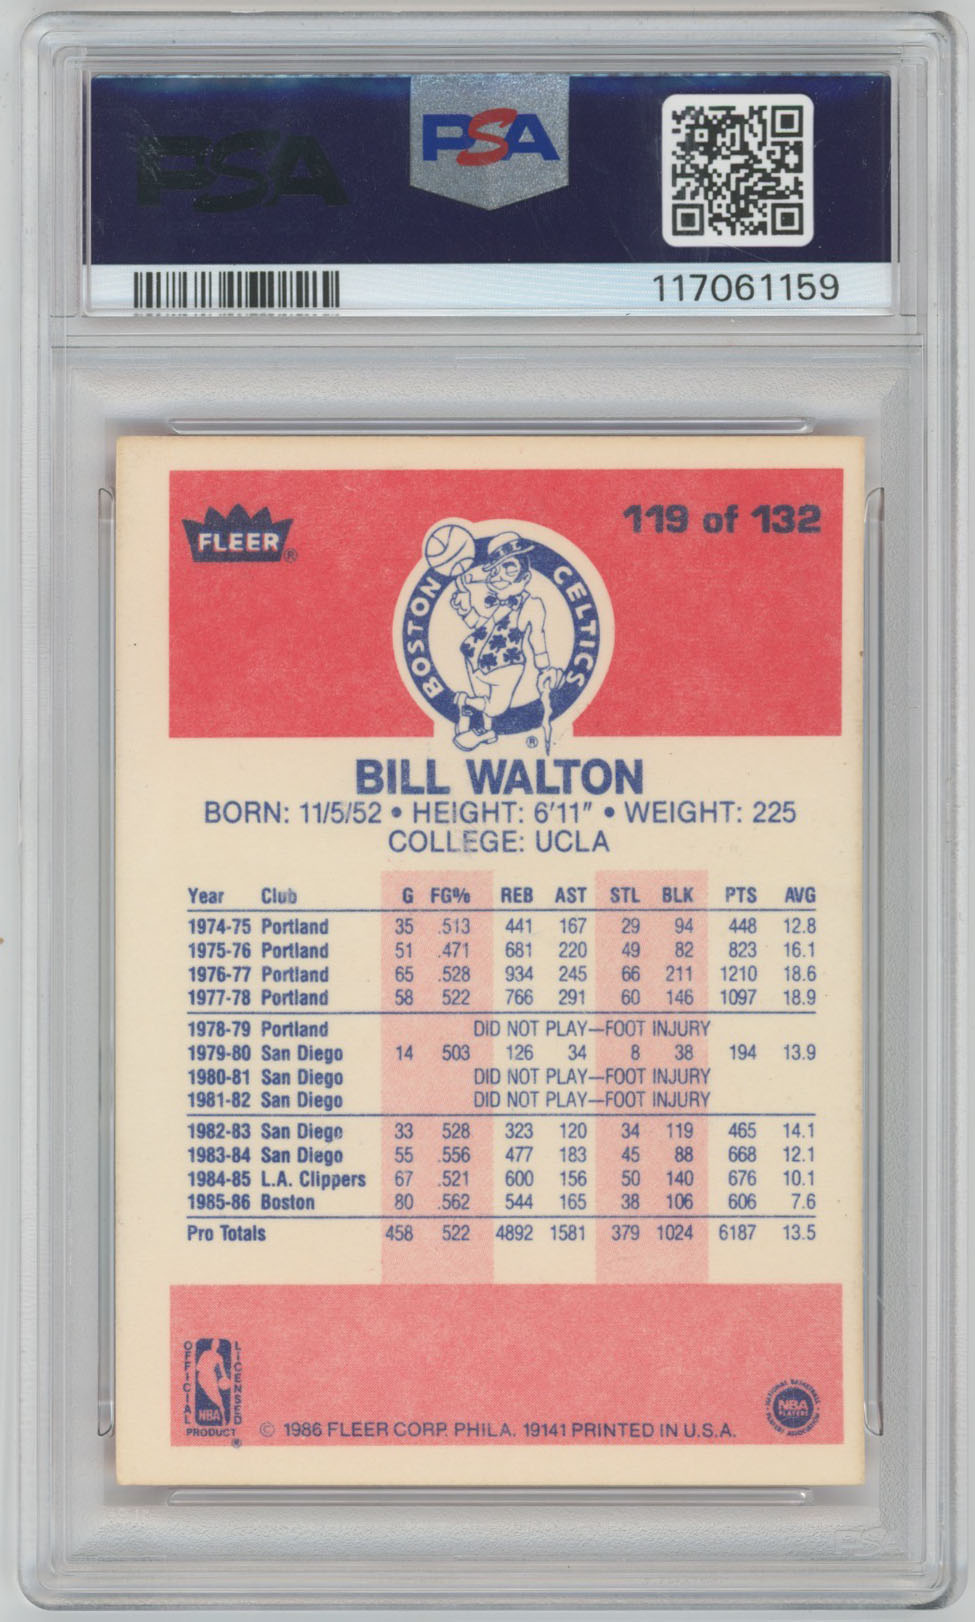 PSA
PSA
117061159
FLEER®
119 of 132
BOSTON CELTICS
®
BILL WALTON
BORN: 11/5/52 • HEIGHT: 6'11" • WEIGHT: 225
COLLEGE: UCLA
Year Club G FG% REB AST STL BLK PTS AVG
1974-75 Portland 35 .513 441 167 29 94 448 12.8
1975-76 Portland 51 .471 681 220 49 82 823 16.1
1976-77 Portland 65 .528 934 245 66 211 1210 18.6
1977-78 Portland 58 .522 766 291 60 146 1097 18.9
1978-79 Portland DID NOT PLAY—FOOT INJURY
1979-80 San Diego 14 .503 126 34 8 38 194 13.9
1980-81 San Diego DID NOT PLAY—FOOT INJURY
1981-82 San Diego DID NOT PLAY—FOOT INJURY
1982-83 San Diego 33 .528 323 120 34 119 465 14.1
1983-84 San Diego 55 .556 477 183 45 88 668 12.1
1984-85 L.A. Clippers 67 .521 600 156 50 140 676 10.1
1985-86 Boston 80 .562 544 165 38 106 606 7.6
Pro Totals 458 .522 4892 1581 379 1024 6187 13.5
OFFICIAL LICENSED
NBA
PRODUCT
®
© 1986 FLEER CORP. PHILA. 19141 PRINTED IN U.S.A.
NATIONAL BASKETBALL
NBA
PLAYERS
PLAYERS ASSOCIATION
PSA